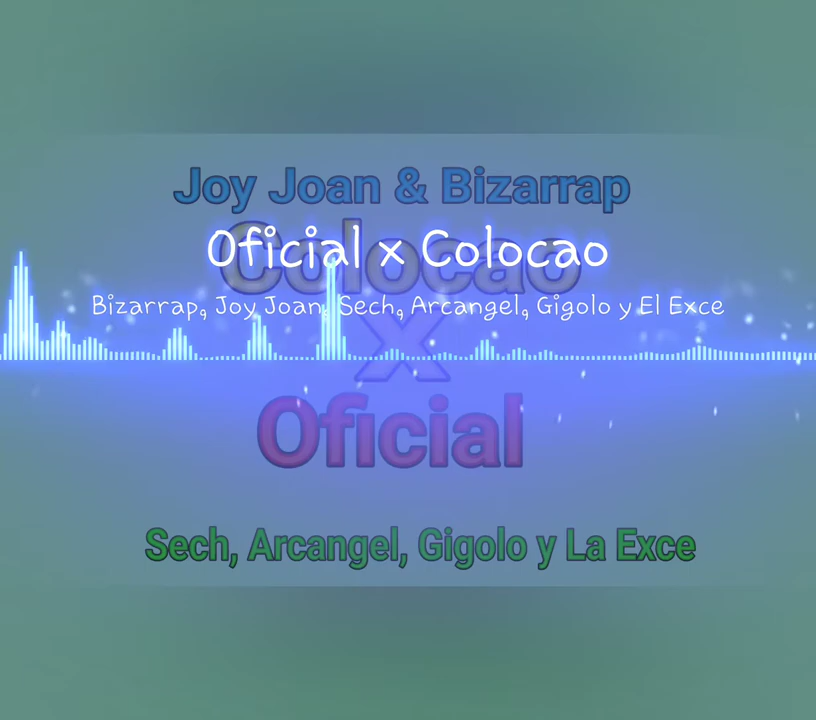 Joy Joan & Bizarrap
Colocao
Oficial x Colocao
Bizarrap, Joy Joan, Sech, Arcangel, Gigolo y El Exce
X
Oficial
Sech, Arcangel, Gigolo y La Exce